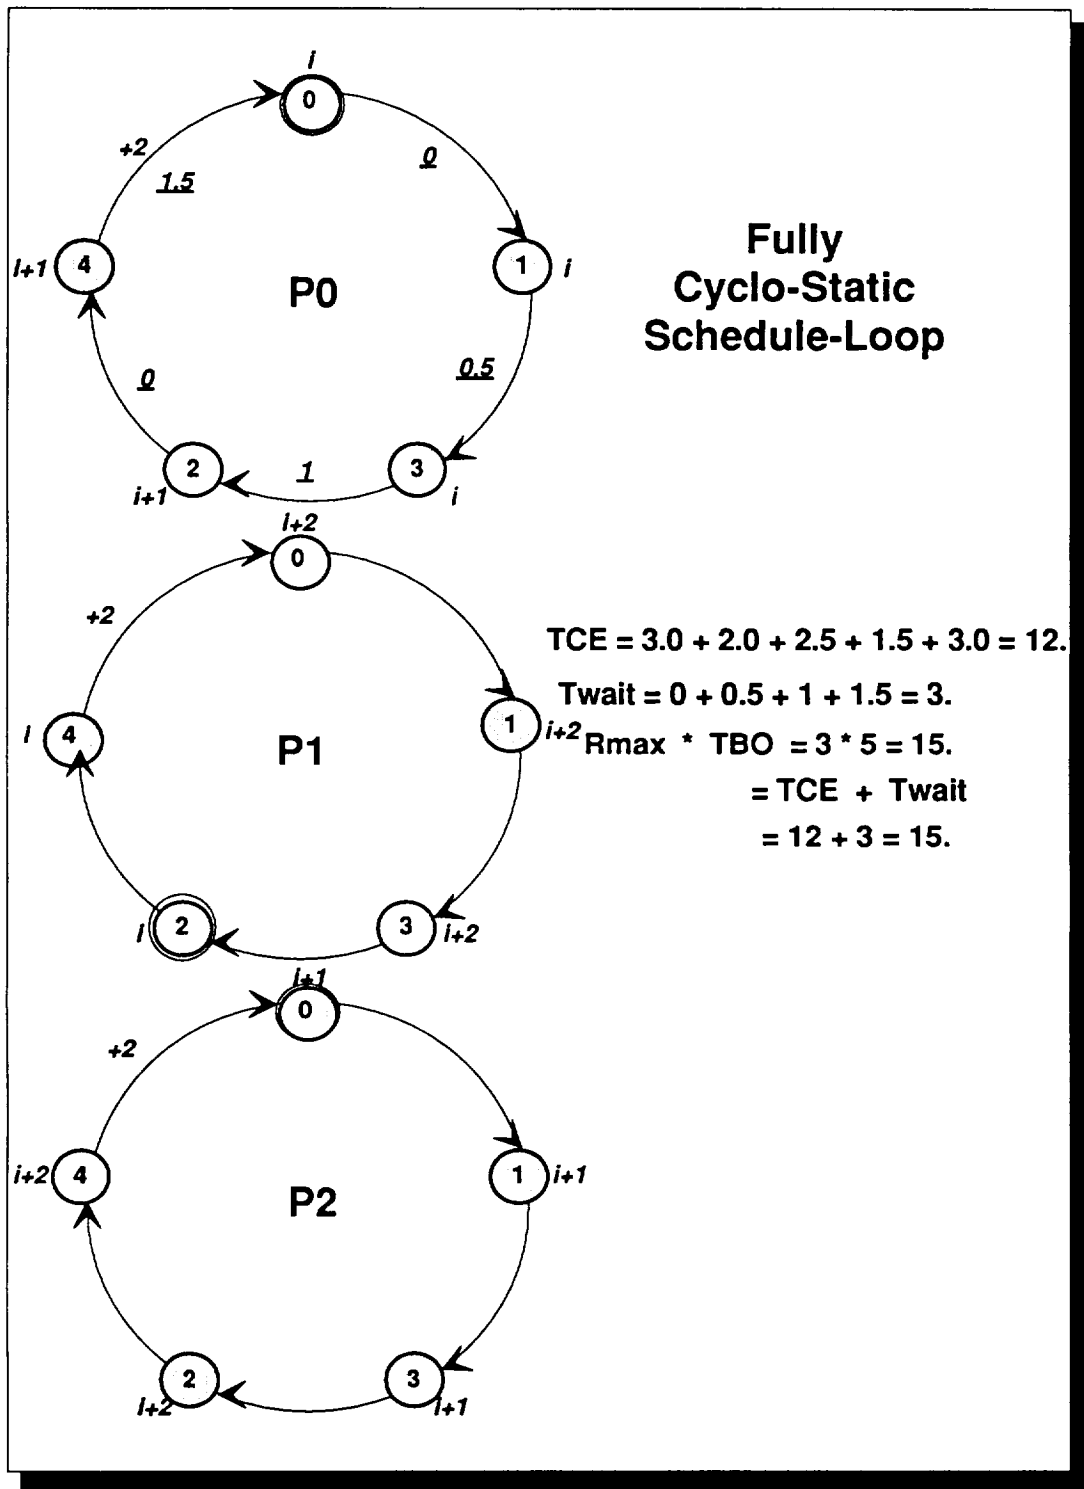 i
0
+2
0
1.5
i+1
4
P0
1
i
Fully
Cyclo-Static
Schedule-Loop
0
0.5
2
1
3
i+1
i
i+2
0
+2
TCE = 3.0 + 2.0 + 2.5 + 1.5 + 3.0 = 12.
Twait = 0 + 0.5 + 1 + 1.5 = 3.
i
4
P1
1
i+2
Rmax * TBO = 3 * 5 = 15.
= TCE + Twait
= 12 + 3 = 15.
i
2
3
i+2
i+1
0
+2
i+2
4
P2
1
i+1
2
3
i+2
i+1